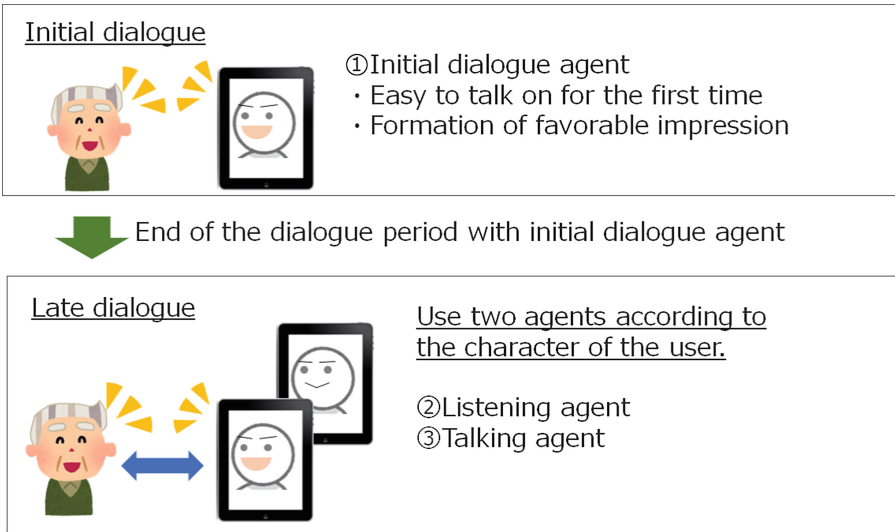 Initial dialogue
①Initial dialogue agent
・Easy to talk on for the first time
・Formation of favorable impression
End of the dialogue period with initial dialogue agent
Late dialogue
Use two agents according to
the character of the user.
②Listening agent
③Talking agent